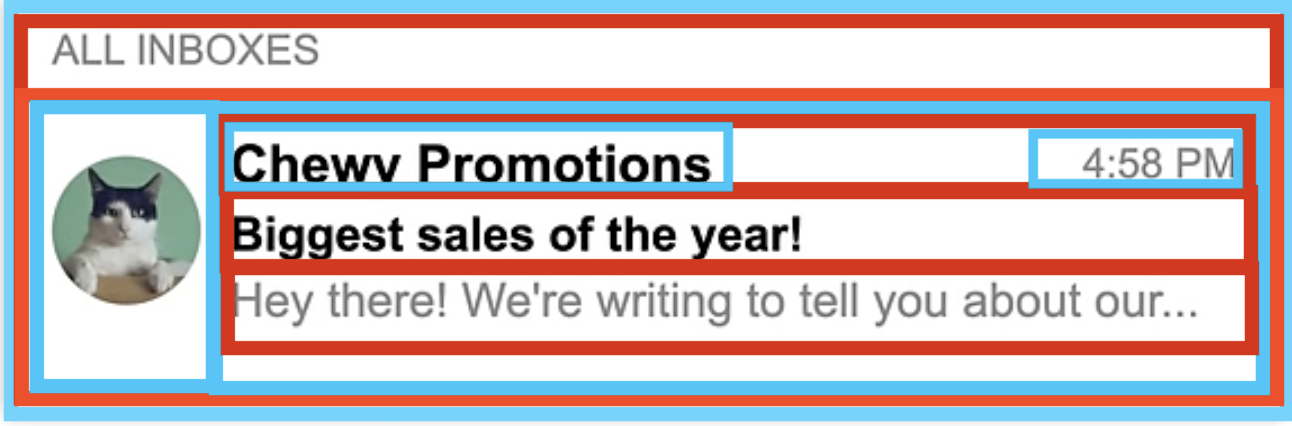 ALL INBOXES
Chewy Promotions
4:58 PM
Biggest sales of the year!
Hey there! We're writing to tell you about our...